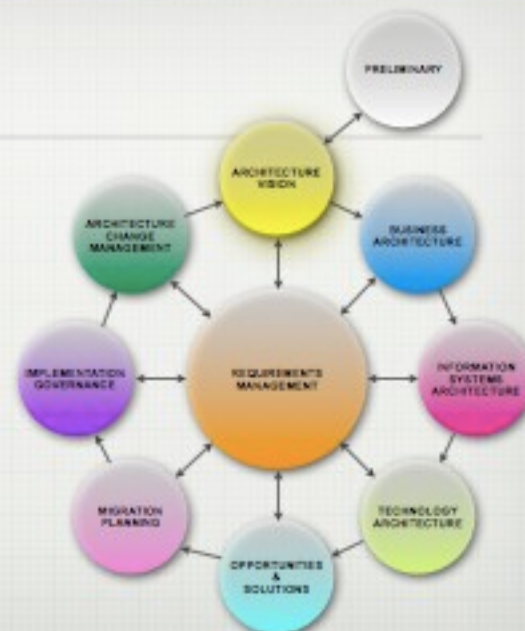 PRELIMINARY
ARCHITECTURE
VISION
ARCHITECTURE
CHANGE
MANAGEMENT
BUSINESS
ARCHITECTURE
IMPLEMENTATION
GOVERNANCE
REQUIREMENTS
MANAGEMENT
INFORMATION
SYSTEMS
ARCHITECTURE
MIGRATION
PLANNING
TECHNOLOGY
ARCHITECTURE
OPPORTUNITIES
&
SOLUTIONS